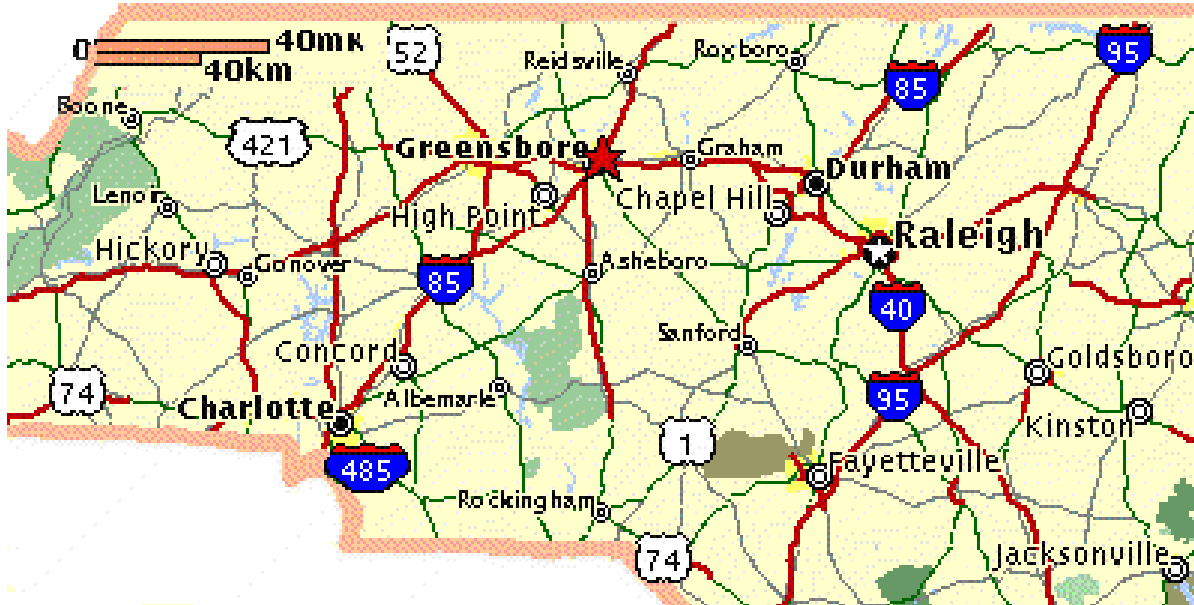 0 40mi
40km
52
Reidsville
Roxboro
95
85
Boone
421
Greensboro
Graham
Durham
Lenoir
High Point
Chapel Hill
Raleigh
Hickory
Conover
85
Asheboro
40
Sanford
Concord
Goldsboro
74
Albemarle
95
Charlotte
Kinston
1
485
Fayetteville
Rockingham
74
Jacksonville